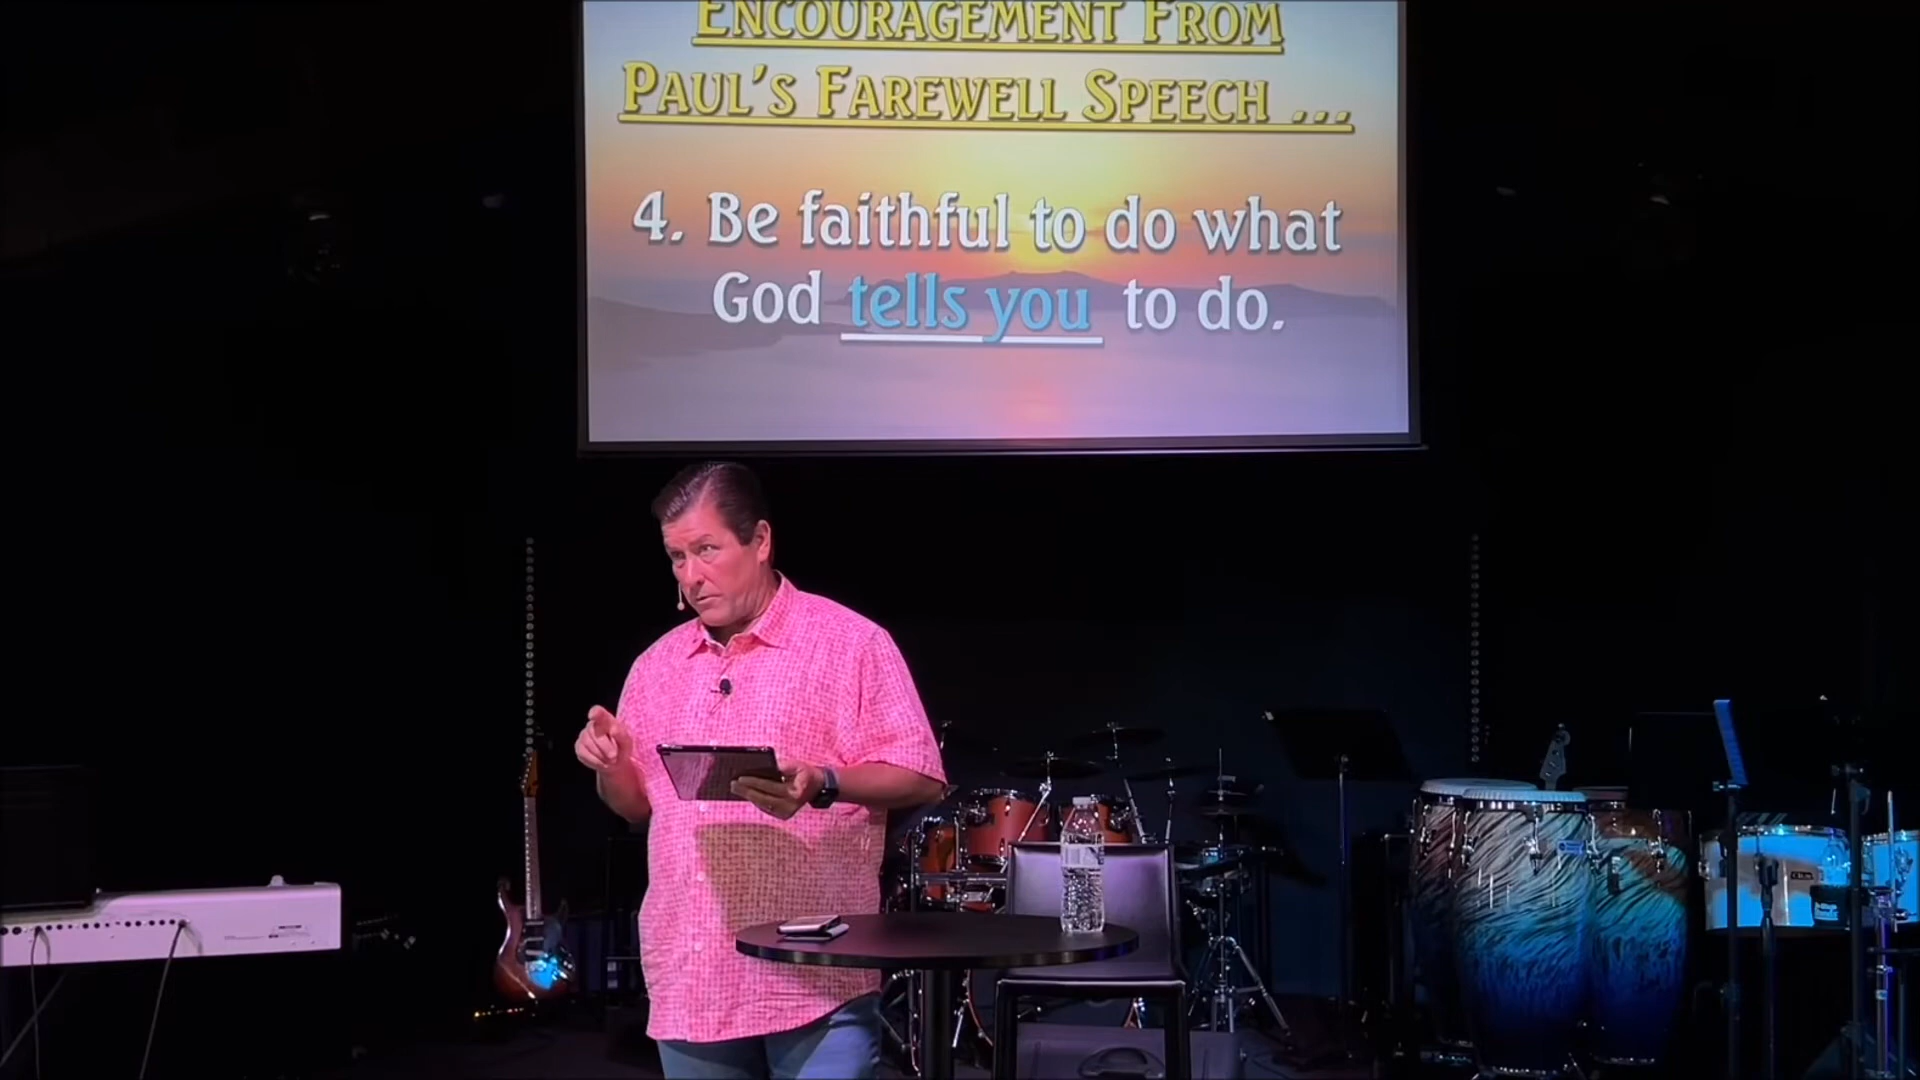 ENCOURAGEMENT FROM
PAUL'S FAREWELL SPEECH ...
4. Be faithful to do what
God tells you to do.